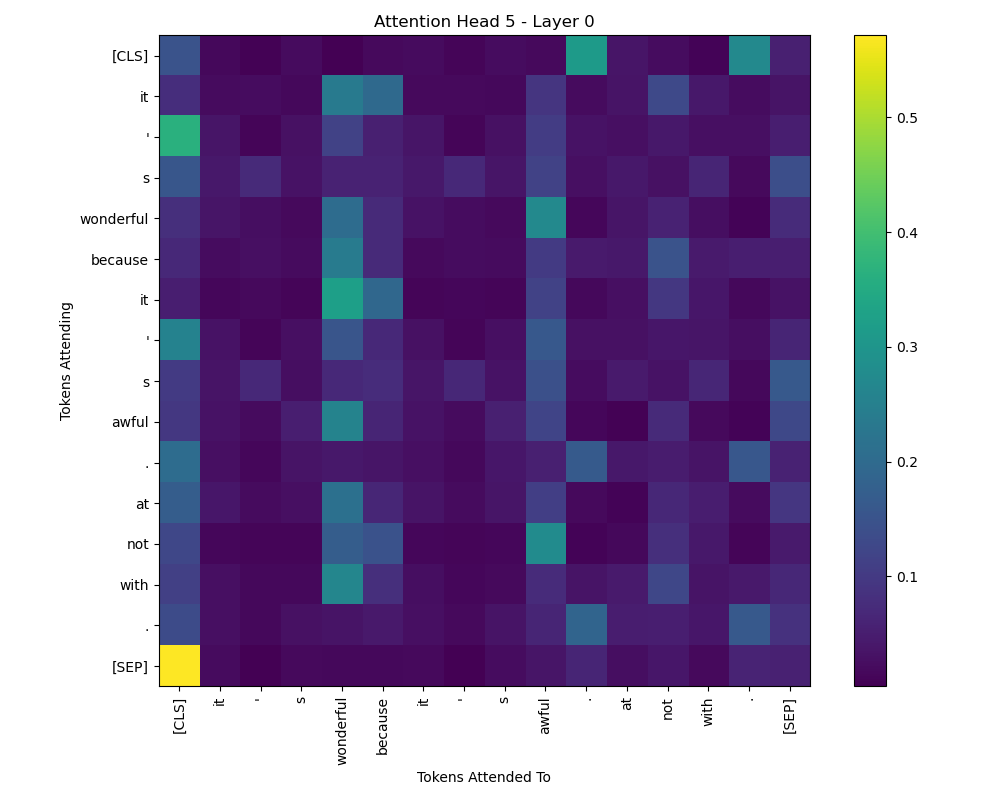 Attention Head 5 - Layer 0
Tokens Attending
[CLS]
it
'
s
wonderful
because
it
'
s
awful
.
at
not
with
.
[SEP]
[CLS]
it
'
s
wonderful
because
it
'
s
awful
.
at
not
with
.
[SEP]
Tokens Attended To
0.5
0.4
0.3
0.2
0.1